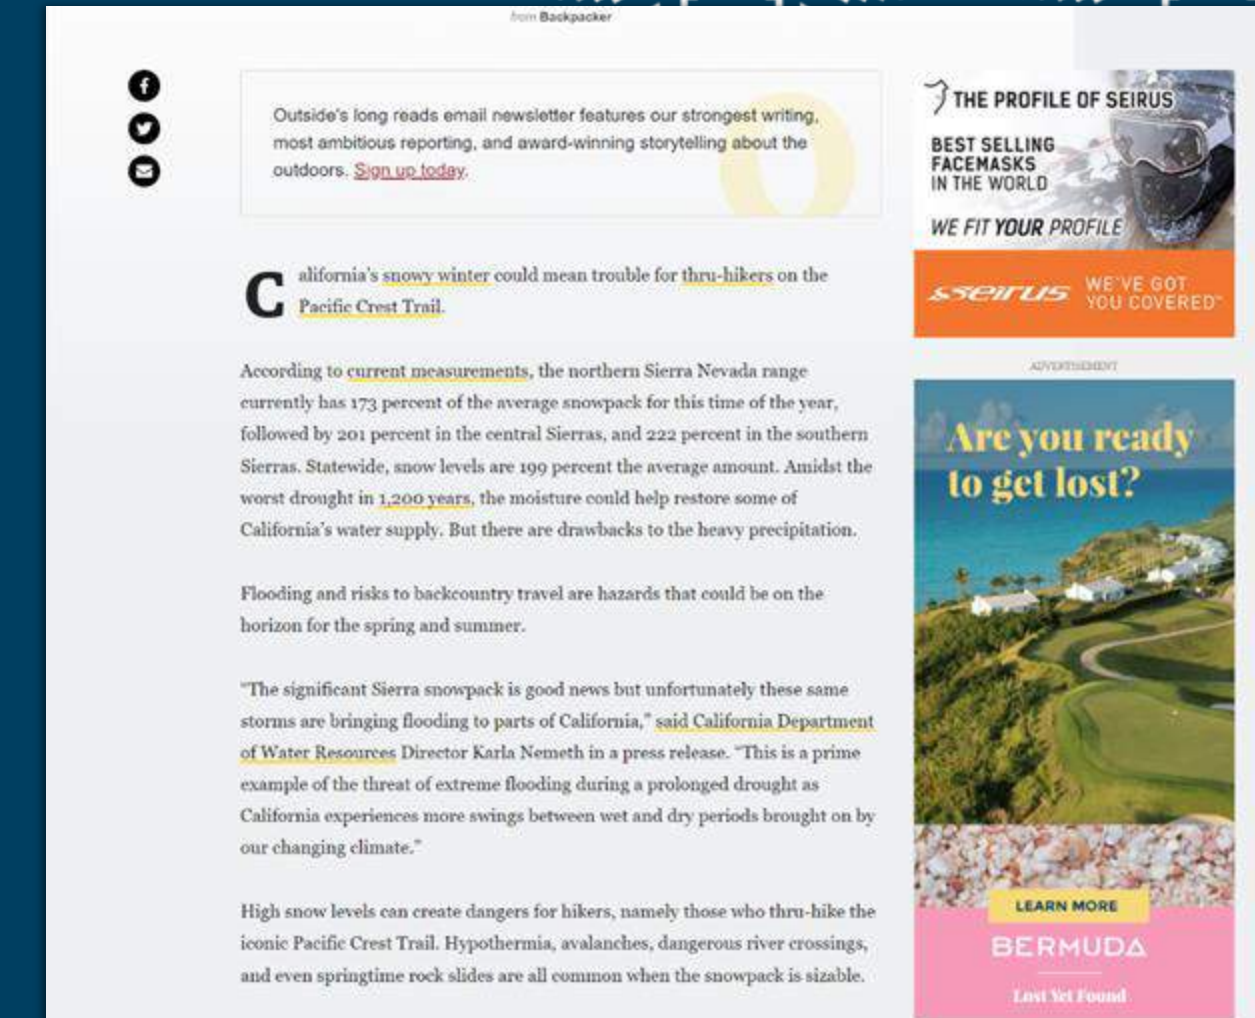 from Backpacker
Outside's long reads email newsletter features our strongest writing,
most ambitious reporting, and award-winning storytelling about the
outdoors. Sign up today.
California's snowy winter could mean trouble for thru-hikers on the
Pacific Crest Trail.
According to current measurements, the northern Sierra Nevada range
currently has 173 percent of the average snowpack for this time of the year,
followed by 201 percent in the central Sierras, and 222 percent in the southern
Sierras. Statewide, snow levels are 199 percent the average amount. Amidst the
worst drought in 1,200 years, the moisture could help restore some of
California's water supply. But there are drawbacks to the heavy precipitation.
Flooding and risks to backcountry travel are hazards that could be on the
horizon for the spring and summer.
"The significant Sierra snowpack is good news but unfortunately these same
storms are bringing flooding to parts of California," said California Department
of Water Resources Director Karla Nemeth in a press release. "This is a prime
example of the threat of extreme flooding during a prolonged drought as
California experiences more swings between wet and dry periods brought on by
our changing climate."
High snow levels can create dangers for hikers, namely those who thru-hike the
iconic Pacific Crest Trail. Hypothermia, avalanches, dangerous river crossings,
and even springtime rock slides are all common when the snowpack is sizable.
THE PROFILE OF SEIRUS
BEST SELLING
FACEMASKS
IN THE WORLD
WE FIT YOUR PROFILE
seirus
WE'VE GOT
YOU COVERED™
ADVERTISEMENT
Are you ready
to get lost?
LEARN MORE
BERMUDA
Lost Yet Found